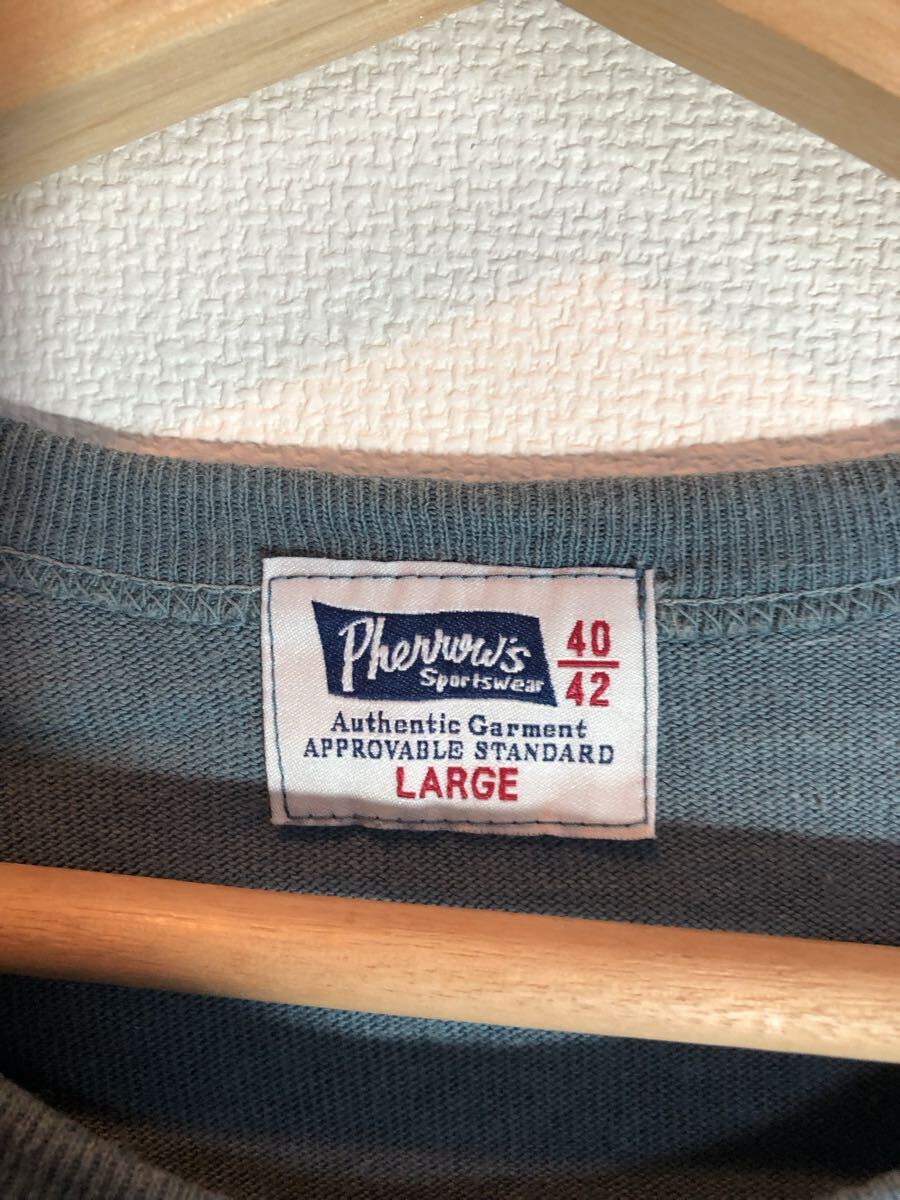 Pherrow's
Sportswear
40
42
Authentic Garment
APPROVABLE STANDARD
LARGE